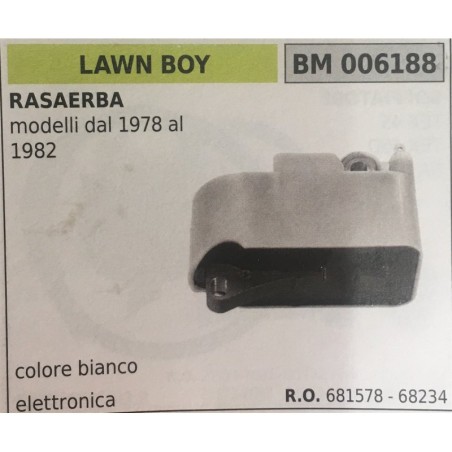 LAWN BOY
BM 006188
RASAERBA
modelli dal 1978 al
1982
colore bianco
elettronica
R.O. 681578 - 68234